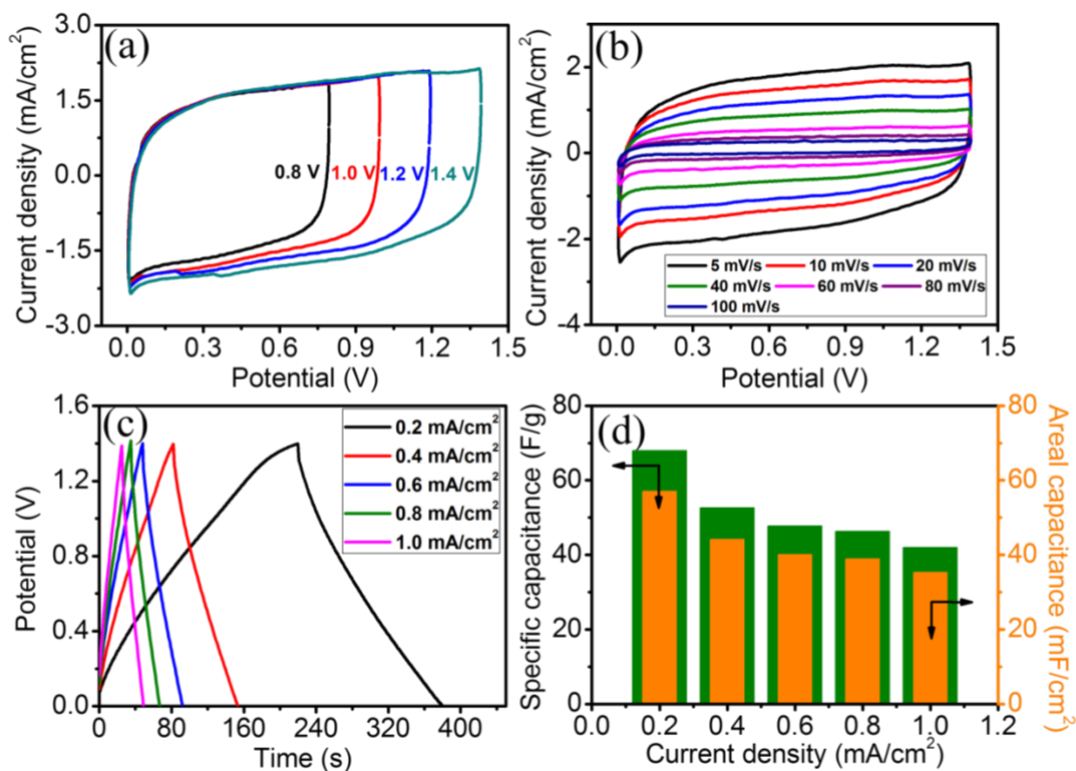 (a)
3.0
1.5
0.0
-1.5
-3.0
Current density (mA/cm²)
0.8 V
1.0 V
1.2 V
1.4 V
0.0 0.3 0.6 0.9 1.2 1.5
Potential (V)
(b)
2
0
-2
-4
Current density (mA/cm²)
5 mV/s 10 mV/s 20 mV/s
40 mV/s 60 mV/s 80 mV/s
100 mV/s
0.0 0.3 0.6 0.9 1.2 1.5
Potential (V)
(c)
1.6
1.2
0.8
0.4
0.0
Potential (V)
0.2 mA/cm²
0.4 mA/cm²
0.6 mA/cm²
0.8 mA/cm²
1.0 mA/cm²
0 80 160 240 320 400
Time (s)
(d)
80
60
40
20
0
Specific capacitance (F/g)
80
60
40
20
0
Areal capacitance (mF/cm²)
0.0 0.2 0.4 0.6 0.8 1.0 1.2
Current density (mA/cm²)